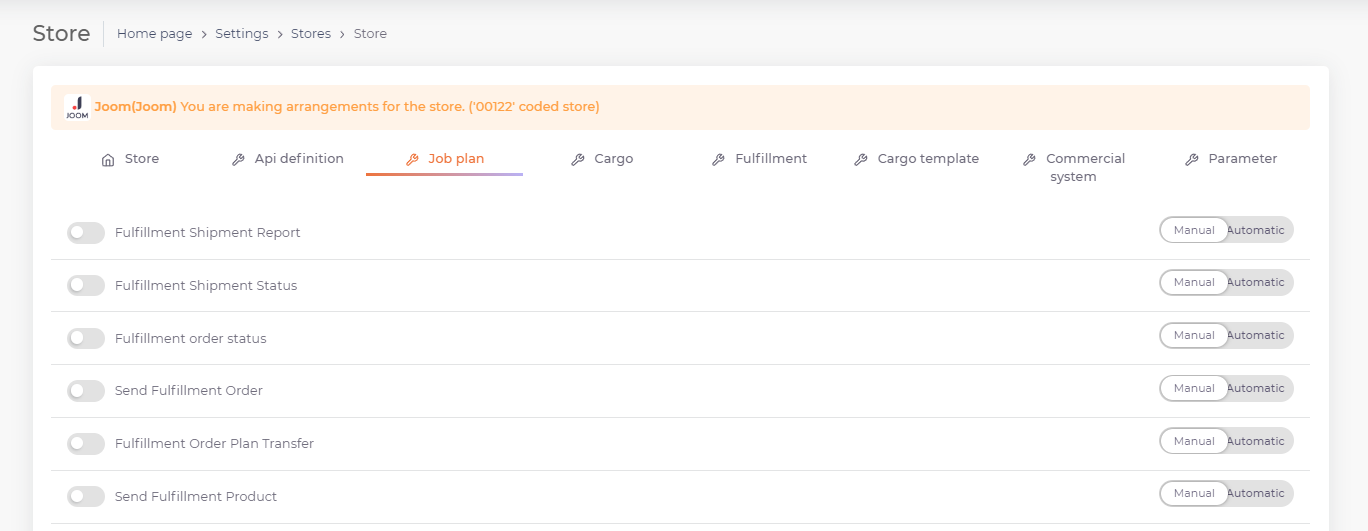 Store
Home page > Settings > Stores > Store
JOOM Joom(Joom) You are making arrangements for the store. ('00122' coded store)
Store Api definition Job plan Cargo Fulfillment Cargo template Commercial system Parameter
Fulfillment Shipment Report Manual Automatic
Fulfillment Shipment Status Manual Automatic
Fulfillment order status Manual Automatic
Send Fulfillment Order Manual Automatic
Fulfillment Order Plan Transfer Manual Automatic
Send Fulfillment Product Manual Automatic